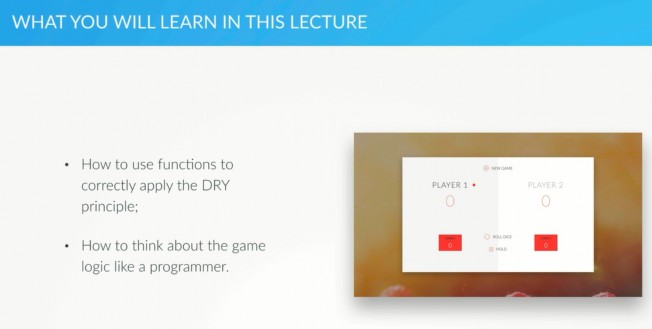 WHAT YOU WILL LEARN IN THIS LECTURE
• How to use functions to
correctly apply the DRY
principle;
• How to think about the game
logic like a programmer.
NEW GAME
PLAYER 1
PLAYER 2
0
0
ROLL DICE
HOLD
0
0